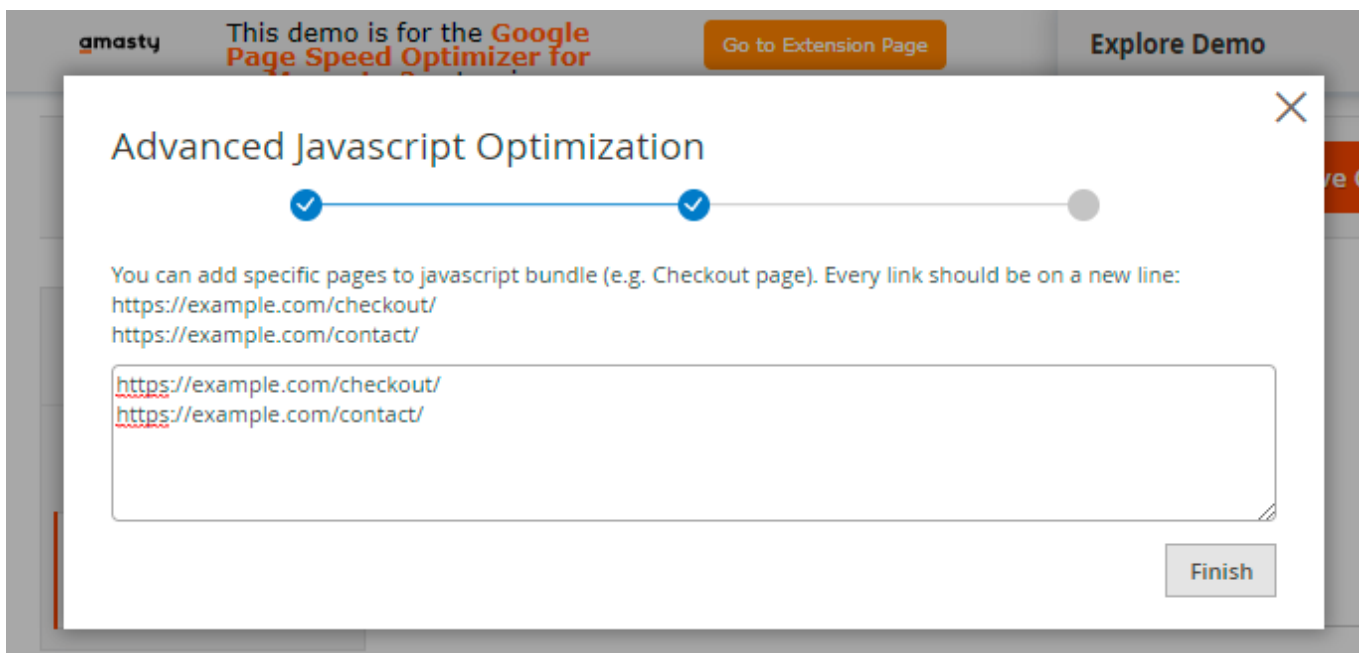 amasty
This demo is for the Google
Page Speed Optimizer for
Go to Extension Page
Explore Demo
Advanced Javascript Optimization
You can add specific pages to javascript bundle (e.g. Checkout page). Every link should be on a new line:
https://example.com/checkout/
https://example.com/contact/
https://example.com/checkout/
https://example.com/contact/
Finish